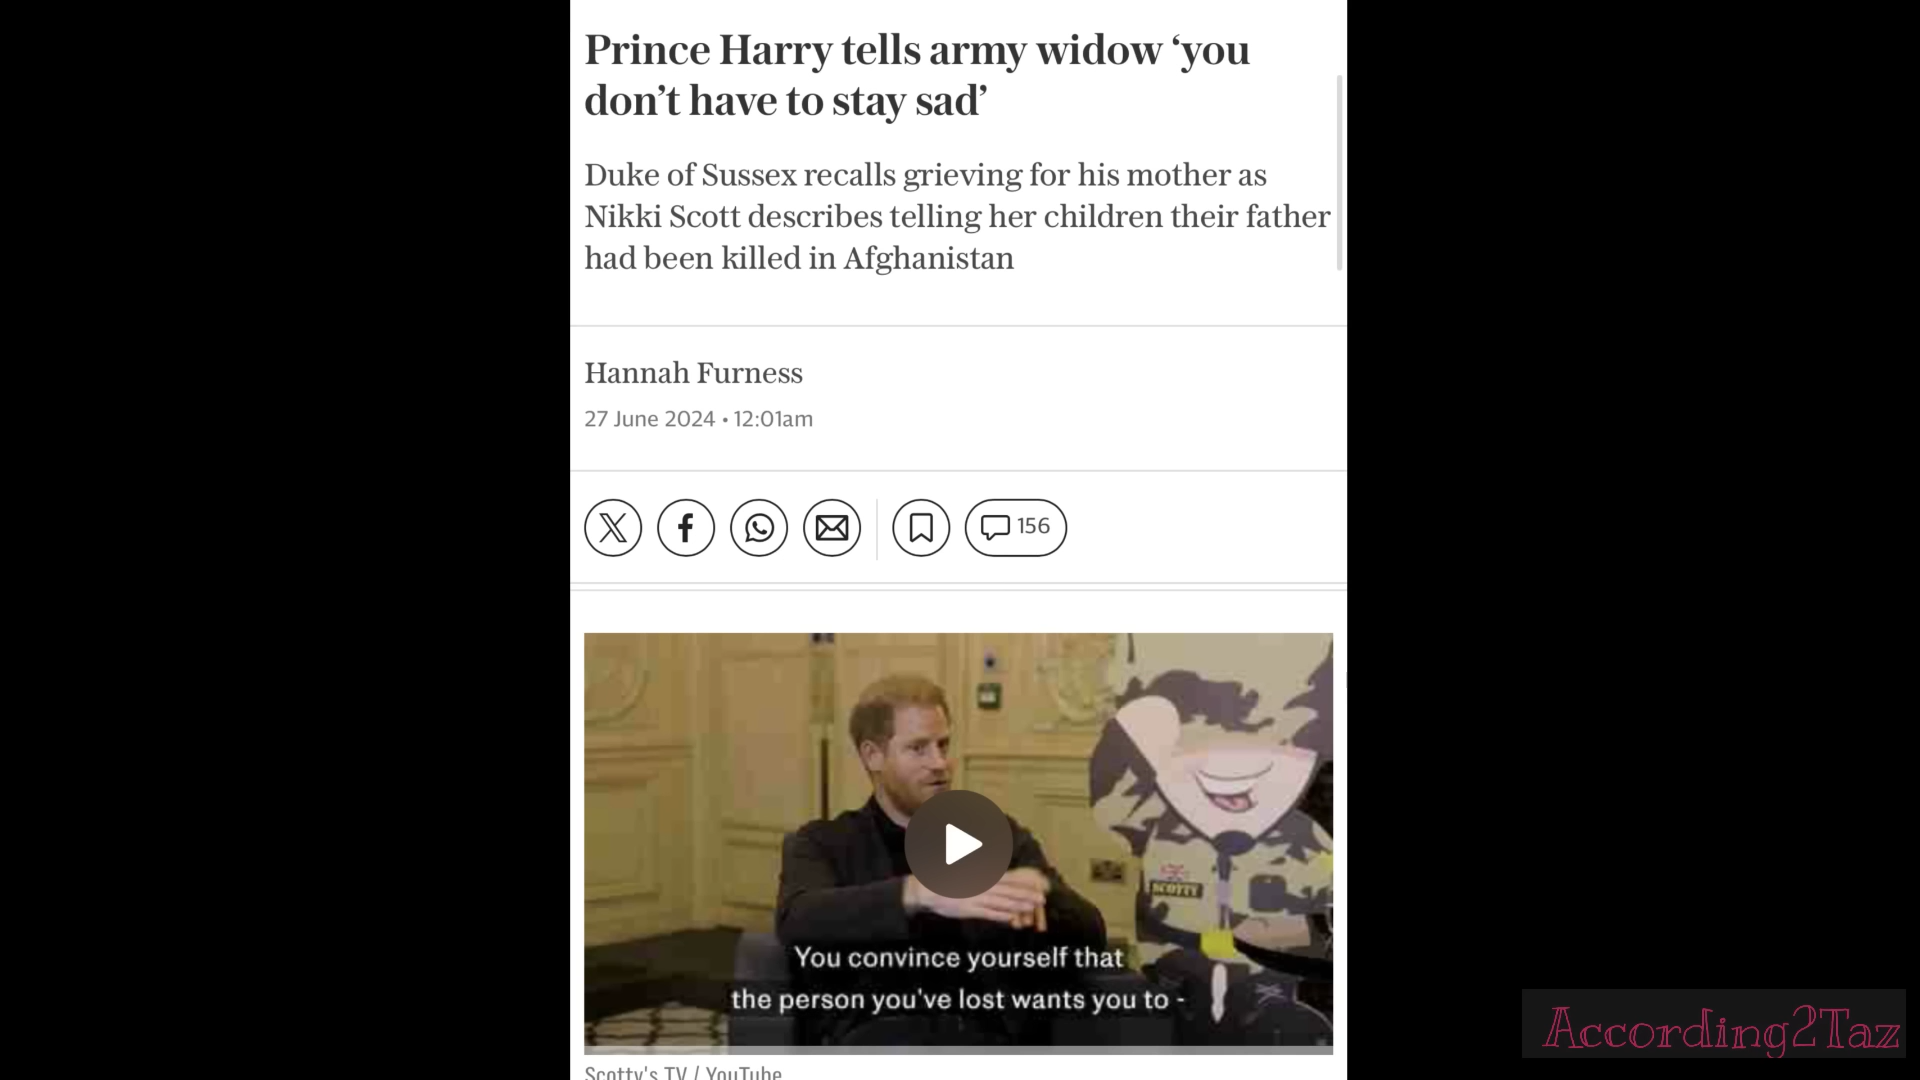 Prince Harry tells army widow ‘you
don’t have to stay sad’
Duke of Sussex recalls grieving for his mother as
Nikki Scott describes telling her children their father
had been killed in Afghanistan
Hannah Furness
27 June 2024 • 12:01am
156
SCOTTY
You convince yourself that
the person you've lost wants you to -
Scotty's TV / YouTube
According2Taz